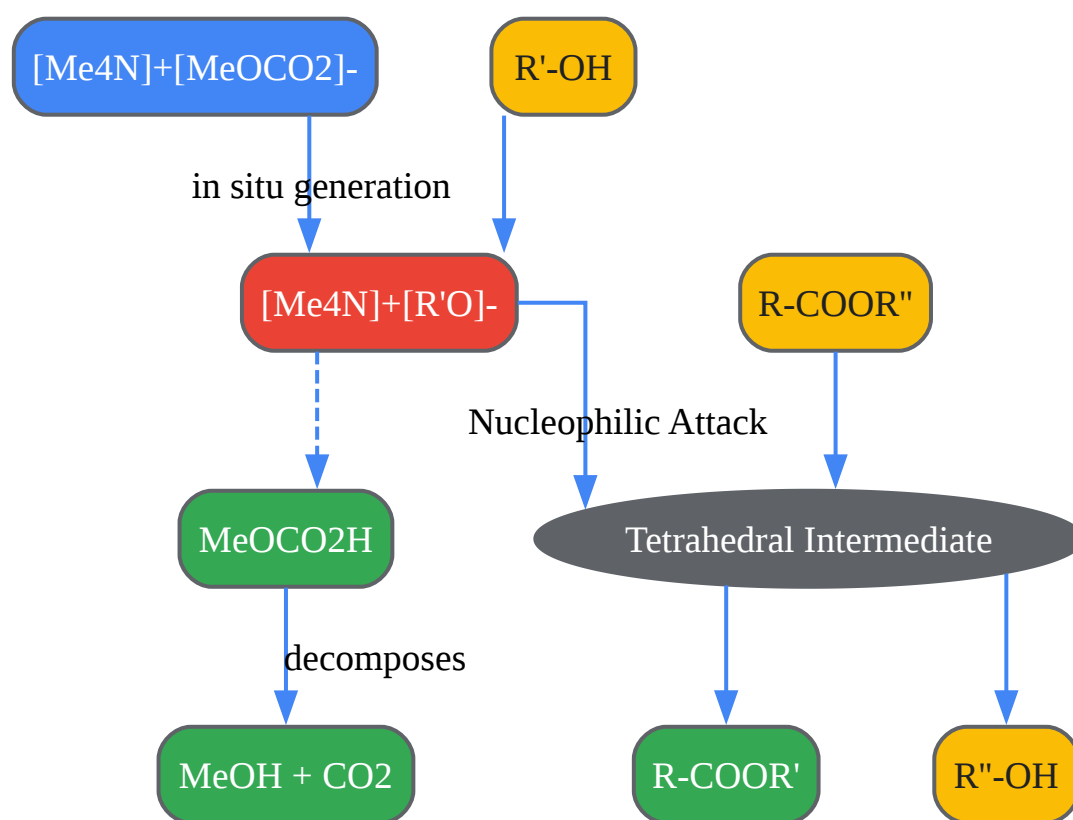 [Me4N]+[MeOCO2]-
R'-OH
in situ generation
[Me4N]+[R'O]-
R-COOR"
Nucleophilic Attack
MeOCO2H
Tetrahedral Intermediate
decomposes
MeOH + CO2
R-COOR'
R"-OH